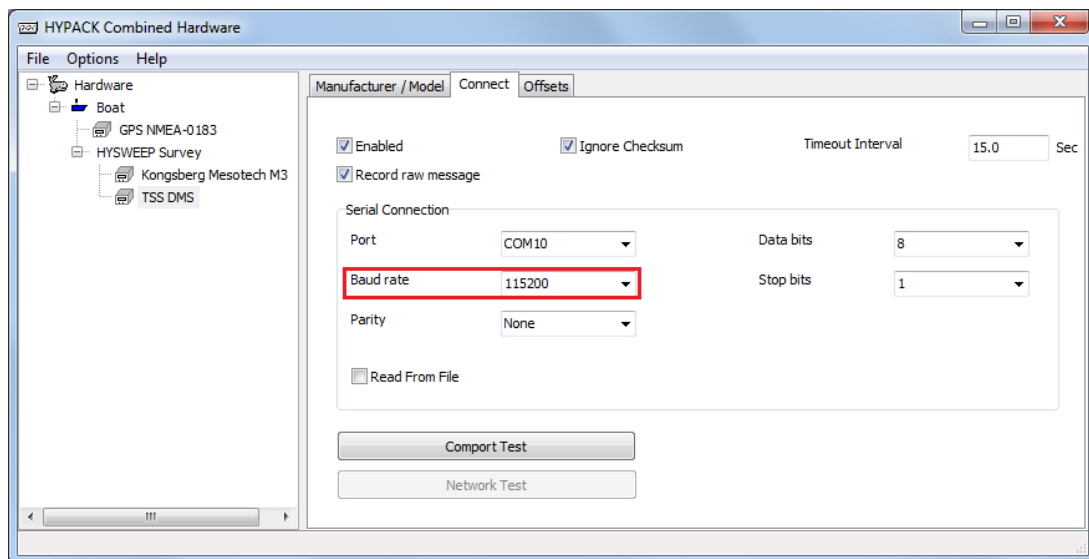 HYPACK Combined Hardware
File Options Help
Hardware
Boat
GPS NMEA-0183
HYSWEEP Survey
Kongsberg Mesotech M3
TSS DMS
Manufacturer / Model Connect Offsets
Enabled Ignore Checksum Timeout Interval 15.0 Sec
Record raw message
Serial Connection
Port COM10 Data bits 8
Baud rate 115200 Stop bits 1
Parity None
Read From File
Comport Test
Network Test